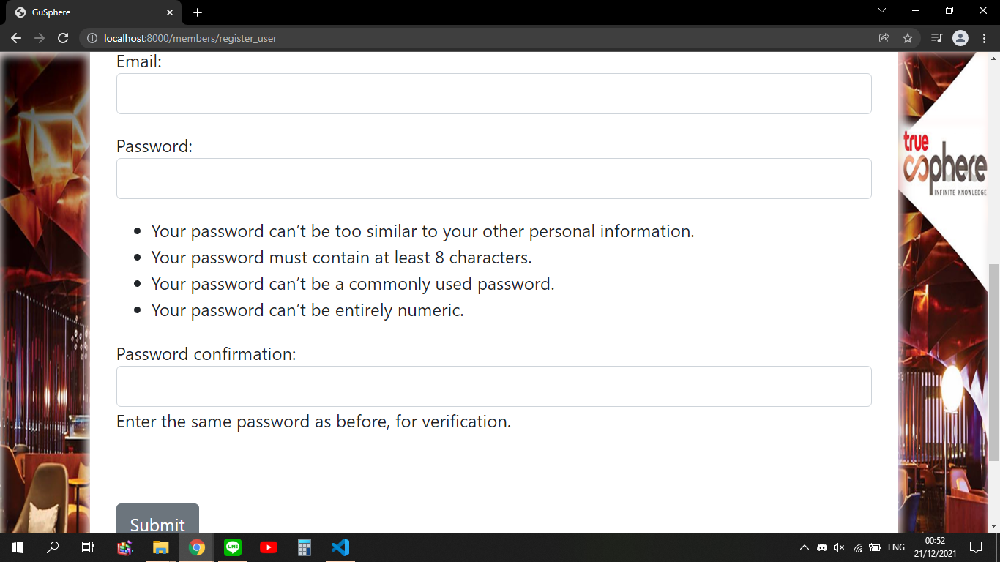 GuSphere
localhost:8000/members/register_user
Email:
Password:
true
sphere
INFINITE KNOWLEDGE
Your password can’t be too similar to your other personal information.
Your password must contain at least 8 characters.
Your password can’t be a commonly used password.
Your password can’t be entirely numeric.
Password confirmation:
Enter the same password as before, for verification.
Submit
LINE
ENG
00:52
21/12/2021